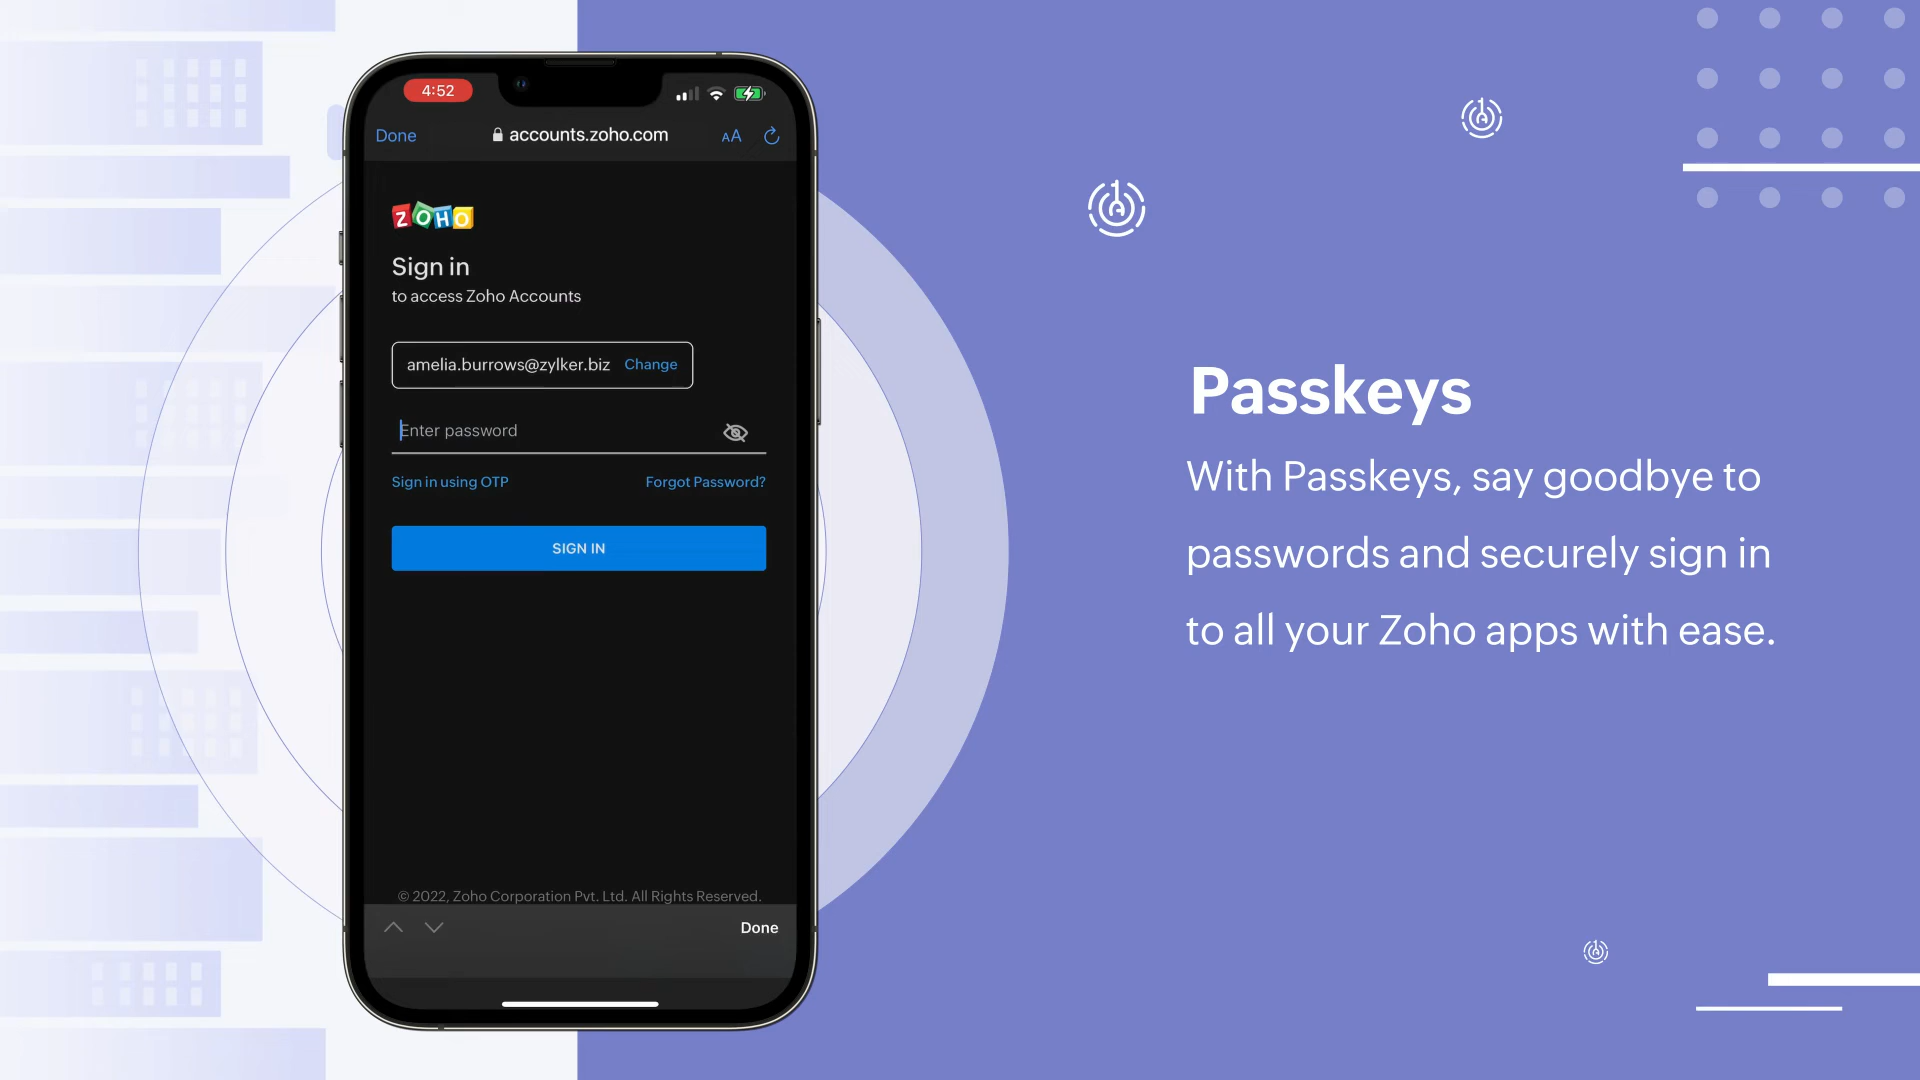 4:52
Done
accounts.zoho.com
AA
ZOHO
Sign in
to access Zoho Accounts
amelia.burrows@zylker.biz Change
Enter password
Sign in using OTP
Forgot Password?
SIGN IN
© 2022, Zoho Corporation Pvt. Ltd. All Rights Reserved.
Done
Passkeys
With Passkeys, say goodbye to
passwords and securely sign in
to all your Zoho apps with ease.